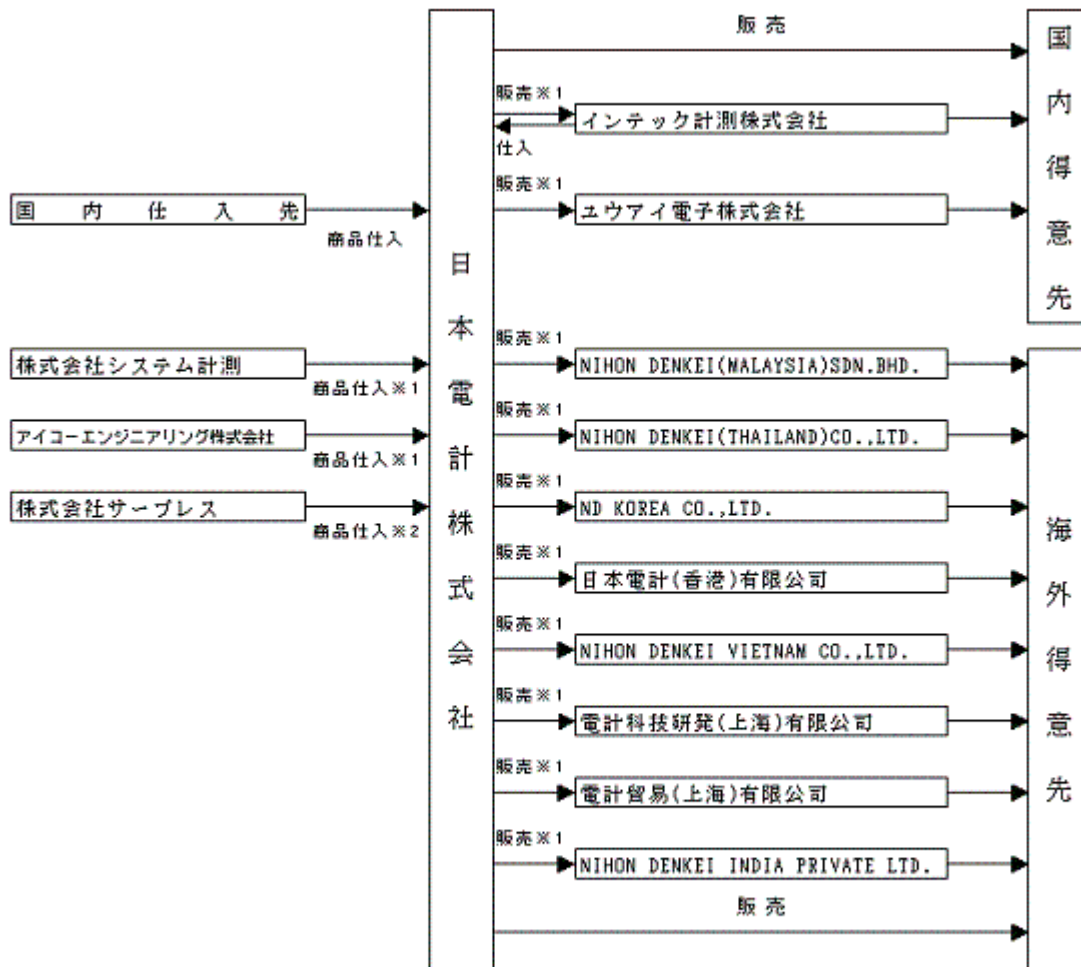 販売
販売※1
インテック計測株式会社
仕入
販売※1
ユウアイ電子株式会社
国内仕入先
商品仕入
国内得意先
日本電計株式会社
株式会社システム計測
商品仕入※1
アイコーエンジニアリング株式会社
商品仕入※1
株式会社サープレス
商品仕入※2
販売※1
NIHON DENKEI(MALAYSIA)SDN.BHD.
販売※1
NIHON DENKEI(THAILAND)CO.,LTD.
販売※1
ND KOREA CO.,LTD.
販売※1
日本電計(香港)有限公司
販売※1
NIHON DENKEI VIETNAM CO.,LTD.
販売※1
電計科技研発(上海)有限公司
販売※1
電計貿易(上海)有限公司
販売※1
NIHON DENKEI INDIA PRIVATE LTD.
販売
海外得意先